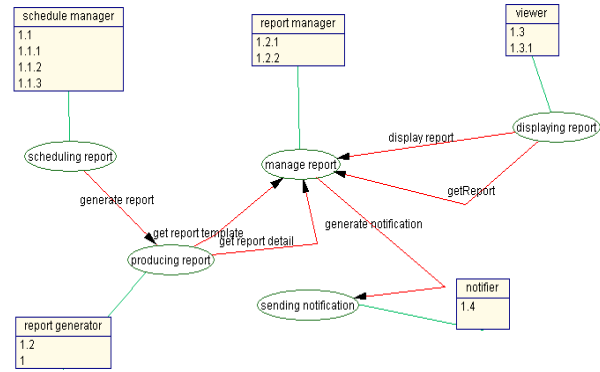 schedule manager
1.1
1.1.1
1.1.2
1.1.3
report manager
1.2.1
1.2.2
viewer
1.3
1.3.1
scheduling report
manage report
displaying report
display report
getReport
generate report
get report template
get report detail
generate notification
producing report
sending notification
notifier
1.4
report generator
1.2
1